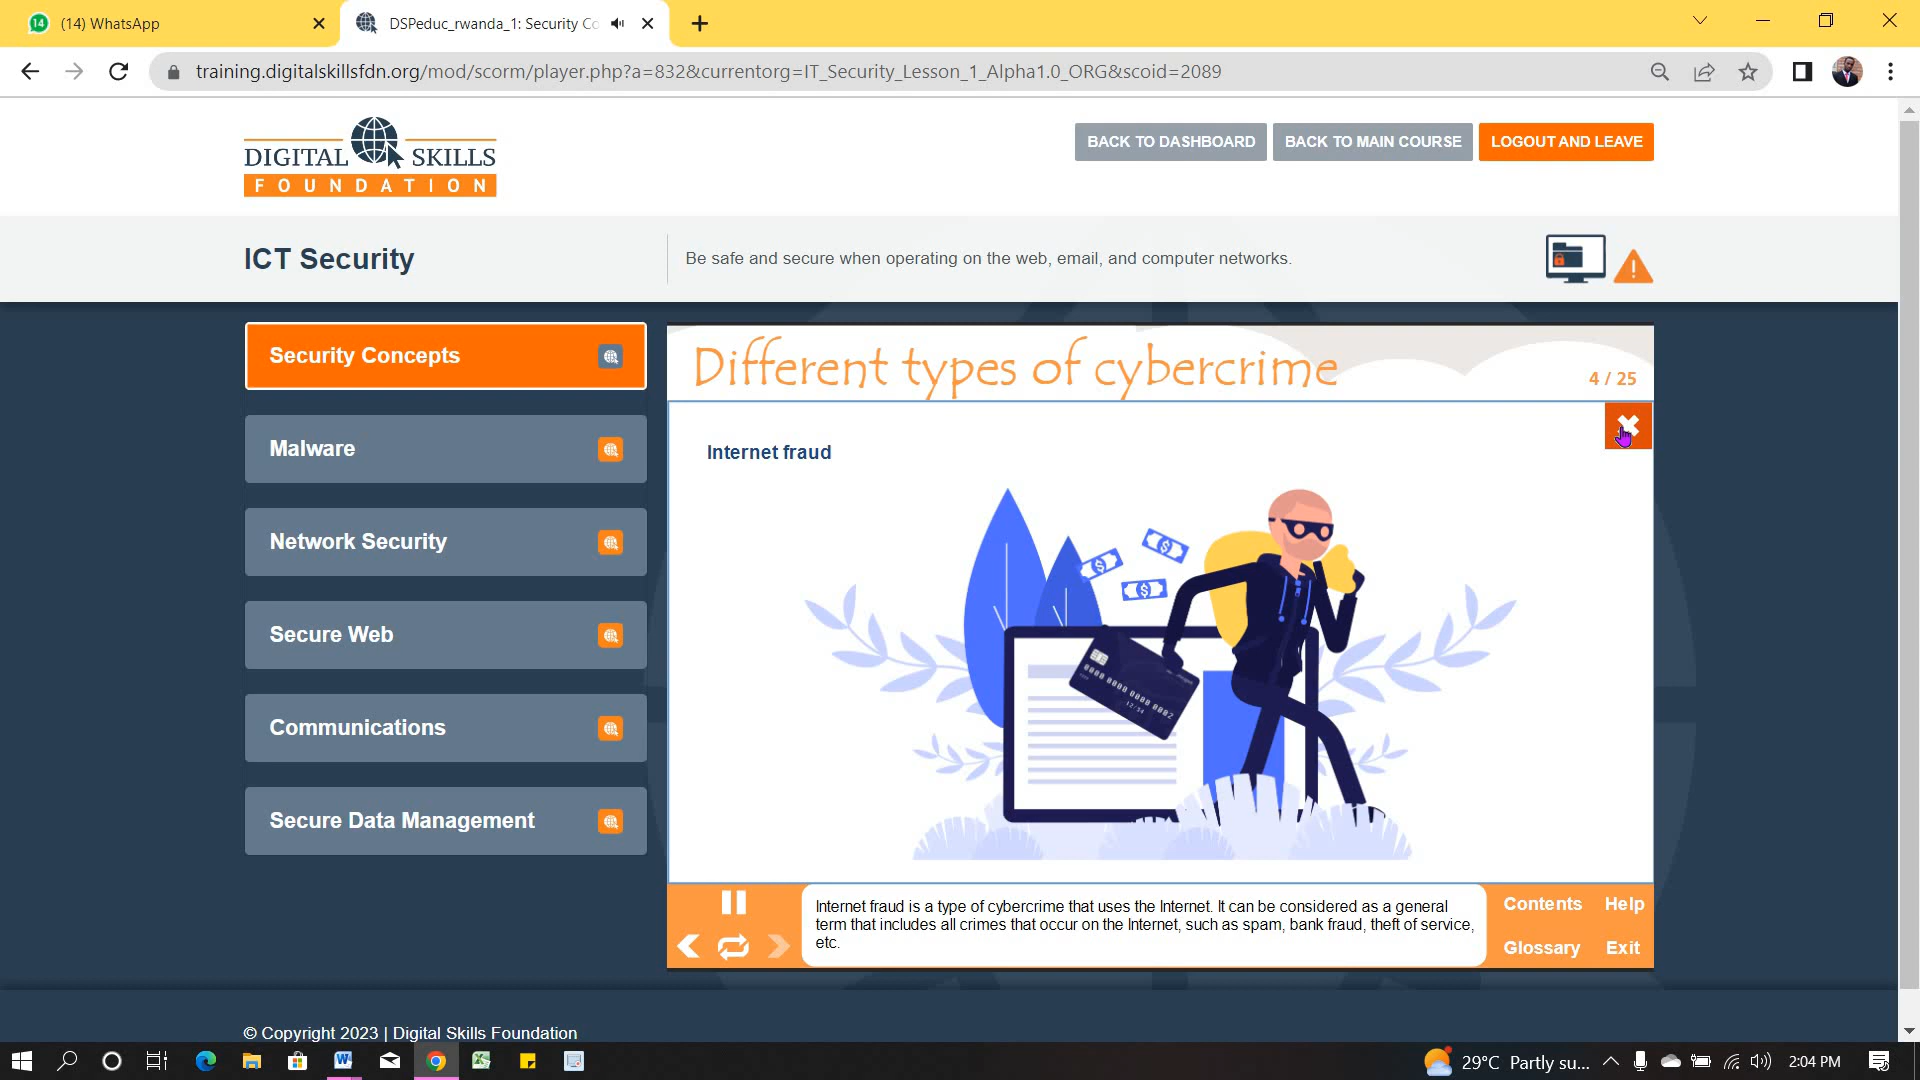 (14) WhatsApp
DSPeduc_rwanda_1: Security Co
training.digitalskillsfdn.org/mod/scorm/player.php?a=832&currentorg=IT_Security_Lesson_1_Alpha1.0_ORG&scoid=2089
DIGITAL SKILLS
FOUNDATION
BACK TO DASHBOARD
BACK TO MAIN COURSE
LOGOUT AND LEAVE
ICT Security
Be safe and secure when operating on the web, email, and computer networks.
Security Concepts
Malware
Network Security
Secure Web
Communications
Secure Data Management
Different types of cybercrime
4 / 25
Internet fraud
0000 0000 0000 0002
12/34
Internet fraud is a type of cybercrime that uses the Internet. It can be considered as a general
term that includes all crimes that occur on the Internet, such as spam, bank fraud, theft of service,
etc.
Contents
Help
Glossary
Exit
© Copyright 2023 | Digital Skills Foundation
29°C Partly su...
2:04 PM